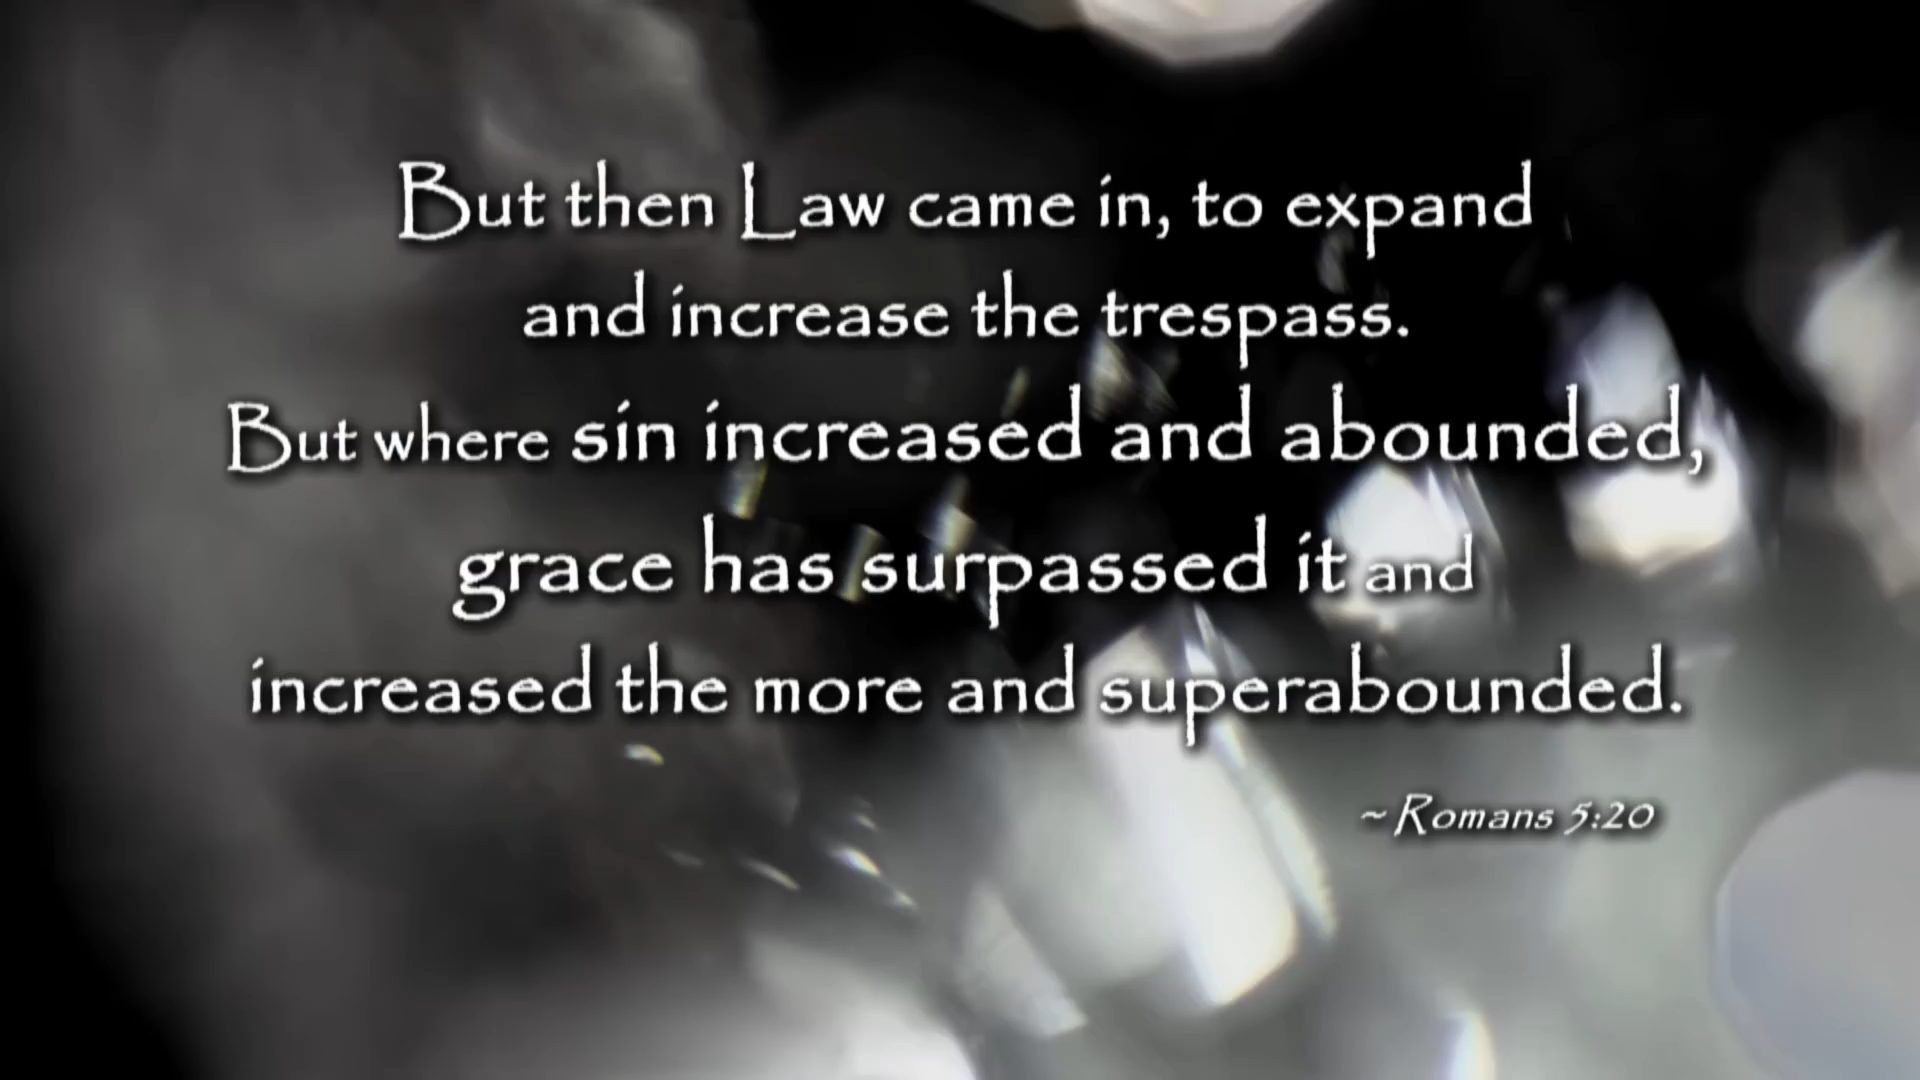 But then Law came in, to expand
and increase the trespass.
But where sin increased and abounded,
grace has surpassed it and
increased the more and superabounded.
~ Romans 5:20